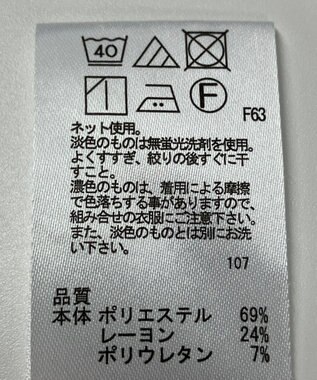 40
F
F63
ネット使用。
淡色のものは無蛍光洗剤を使用。
よくすすぎ、絞りの後すぐに干
すこと。
濃色のものは、着用による摩擦
で色落ちする事がありますので、
組み合せの衣服にご注意下さい。
また、淡色のものとは別にお洗
い下さい。
107
品質
本体 ポリエステル 69%
レーヨン 24%
ポリウレタン 7%